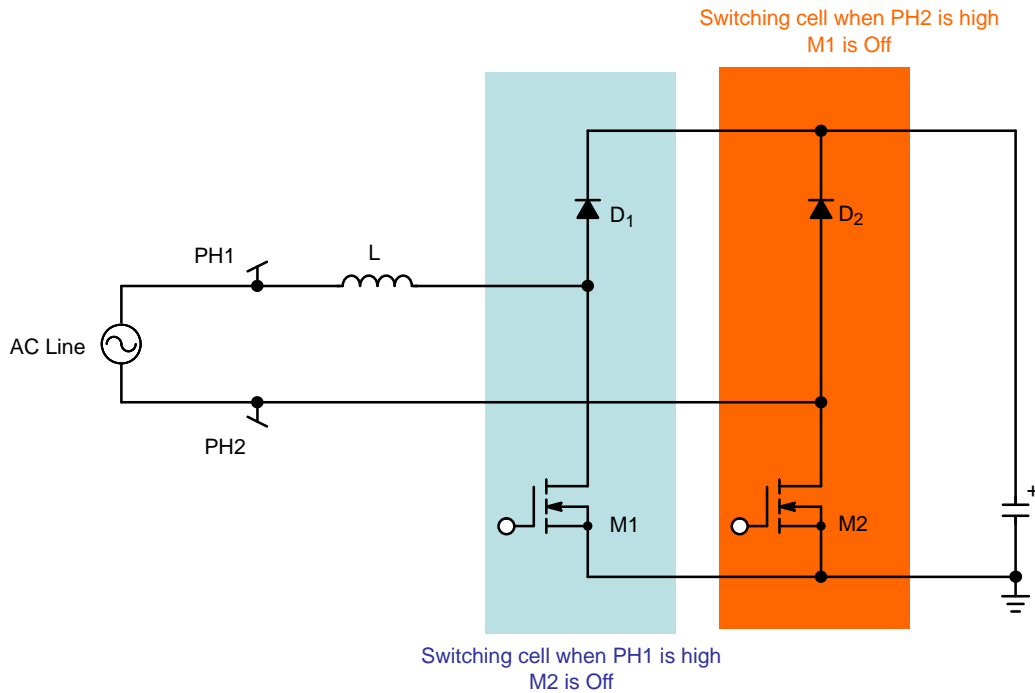 Switching cell when PH2 is high
M1 is Off
D1
D2
PH1
L
AC Line
PH2
M1
M2
+
Switching cell when PH1 is high
M2 is Off